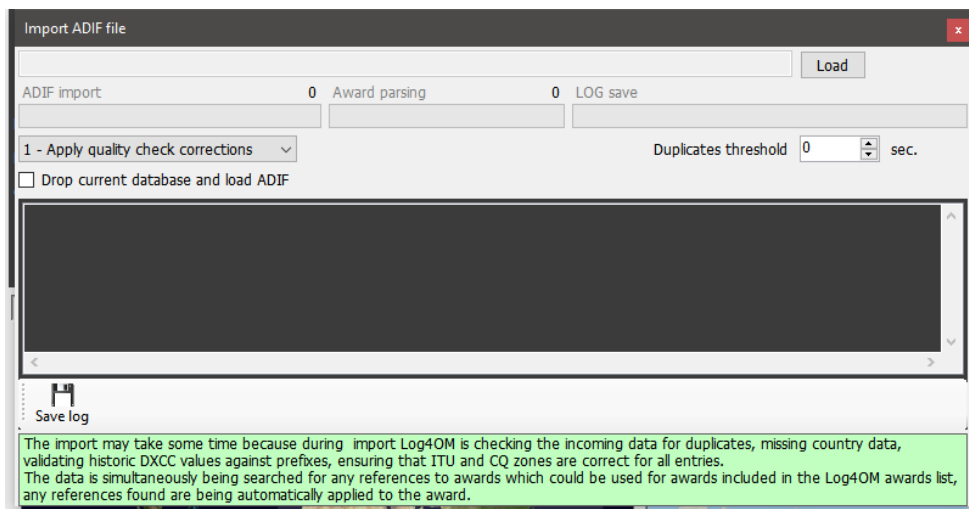 Import ADIF file
x
Load
ADIF import 0 Award parsing 0 LOG save
1 - Apply quality check corrections Duplicates threshold 0 sec.
Drop current database and load ADIF
Save log
The import may take some time because during  import Log4OM is checking the incoming data for duplicates, missing country data,
validating historic DXCC values against prefixes, ensuring that ITU and CQ zones are correct for all entries.
The data is simultaneously being searched for any references to awards which could be used for awards included in the Log4OM awards list,
any references found are being automatically applied to the award.